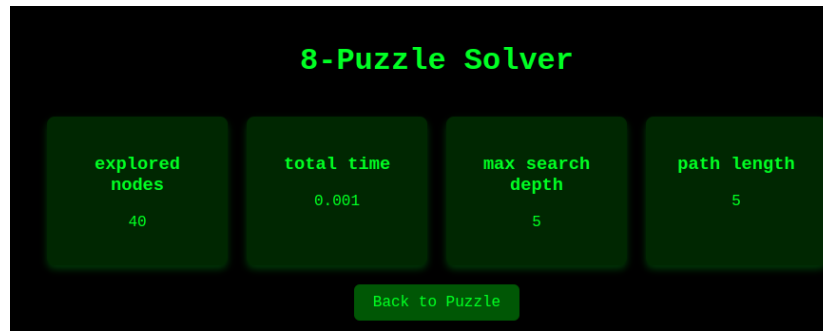 8-Puzzle Solver
explored
nodes
40
total time
0.001
max search
depth
5
path length
5
Back to Puzzle